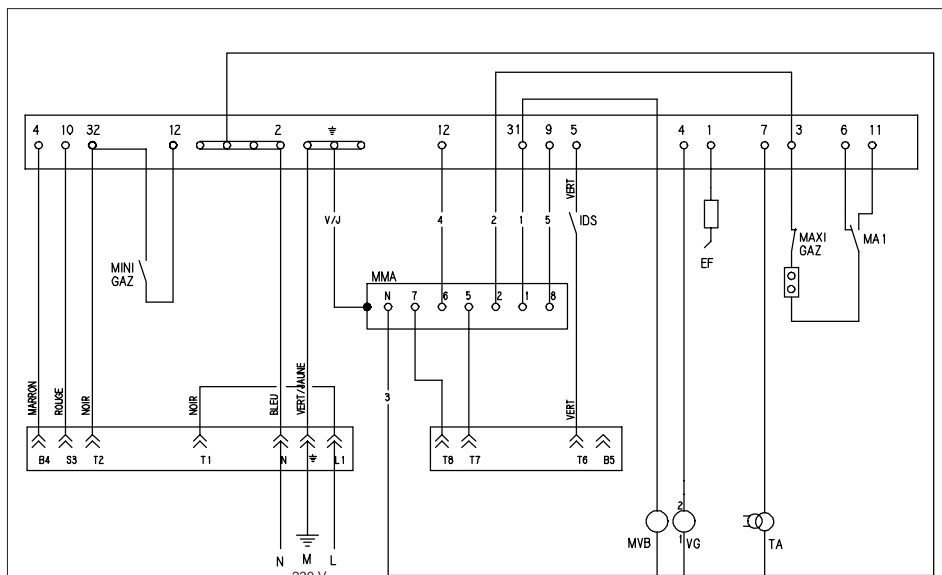 4 10 32 12 2 12 31 9 5 4 1 7 3 6 11
VERT
V/J 4 2 1 5 IDS
MINI GAZ
EF
MAXI GAZ
MA1
MMA
N 7 6 5 2 1 8
MARRON
ROUGE
NOIR
NOIR
BLEU
VERT/JAUNE
3
VERT
B4 S3 T2 T1 N L1
T8 T7 T6 B5
2
MVB 1 VG TA
N M L
230 V